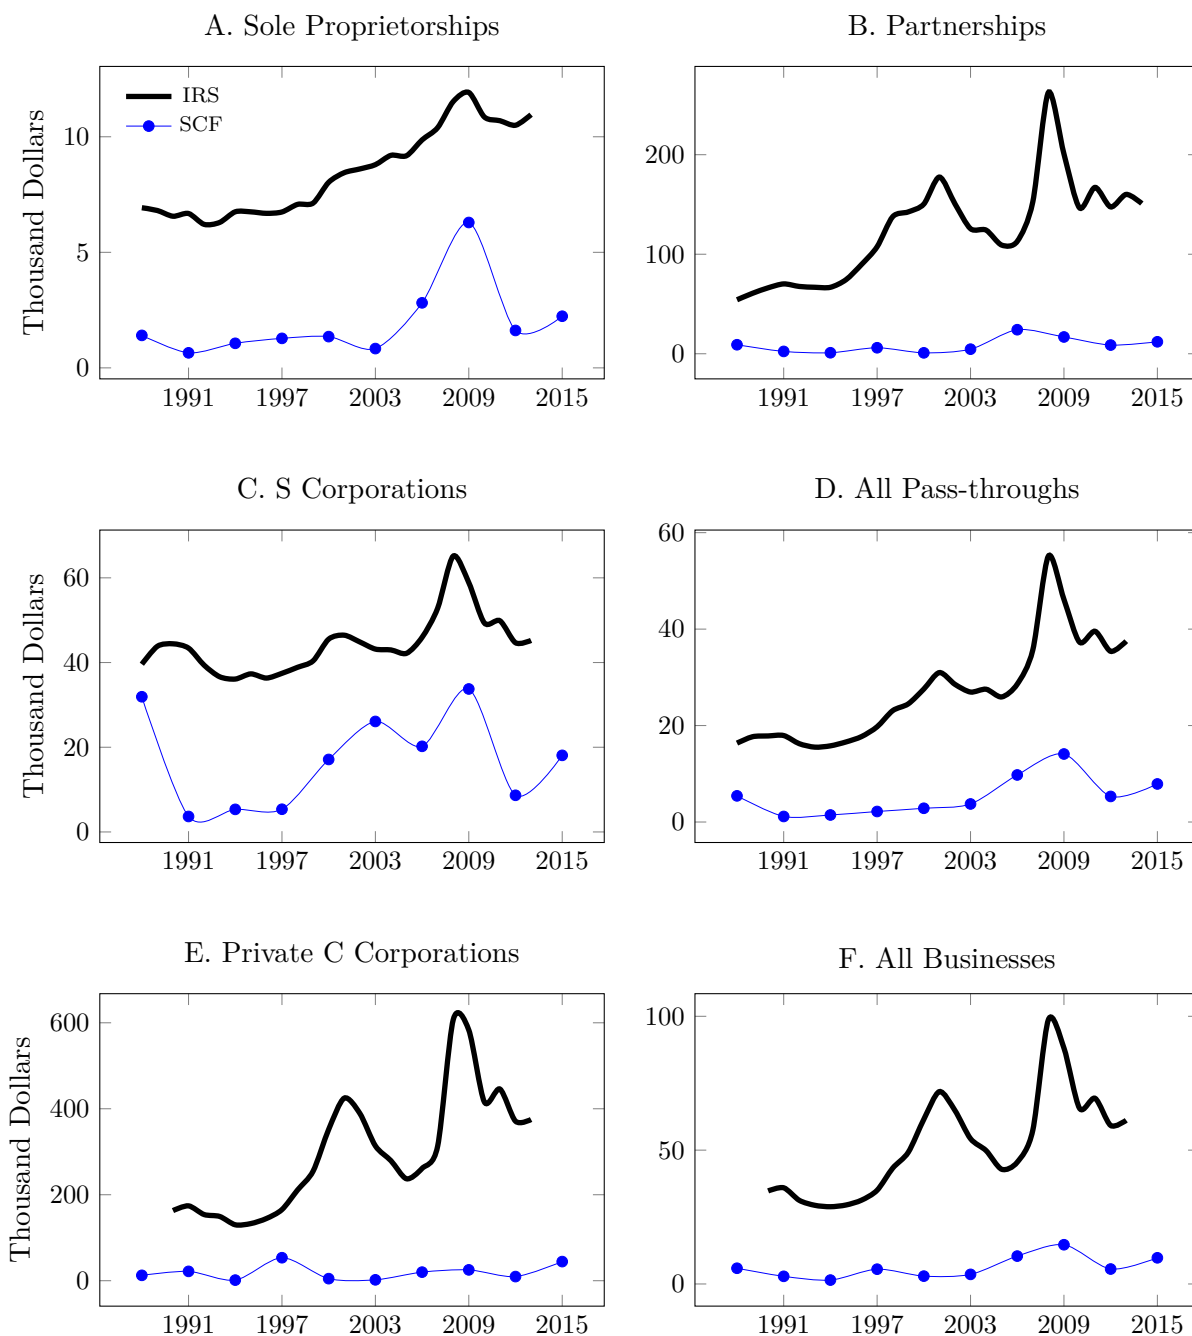 A. Sole Proprietorships
B. Partnerships
Thousand Dollars
10
5
0
IRS
SCF
1991 1997 2003 2009 2015
200
100
0
1991 1997 2003 2009 2015
C. S Corporations
D. All Pass-throughs
Thousand Dollars
60
40
20
0
1991 1997 2003 2009 2015
60
40
20
0
1991 1997 2003 2009 2015
E. Private C Corporations
F. All Businesses
Thousand Dollars
600
400
200
0
1991 1997 2003 2009 2015
100
50
0
1991 1997 2003 2009 2015